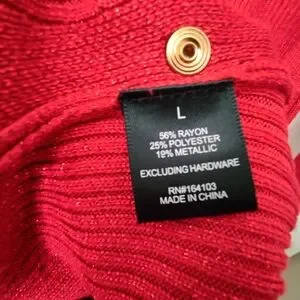 L
56% RAYON
25% POLYESTER
19% METALLIC
EXCLUDING HARDWARE
RN#164103
MADE IN CHINA